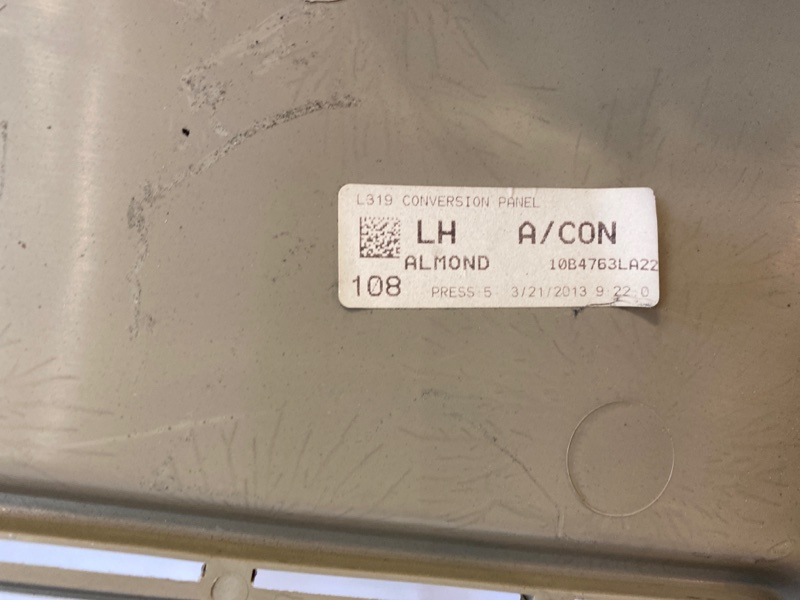 L319 CONVERSION PANEL
LH A/CON
ALMOND 10B4763LA22
108 PRESS 5 3/21/2013 9 22 0